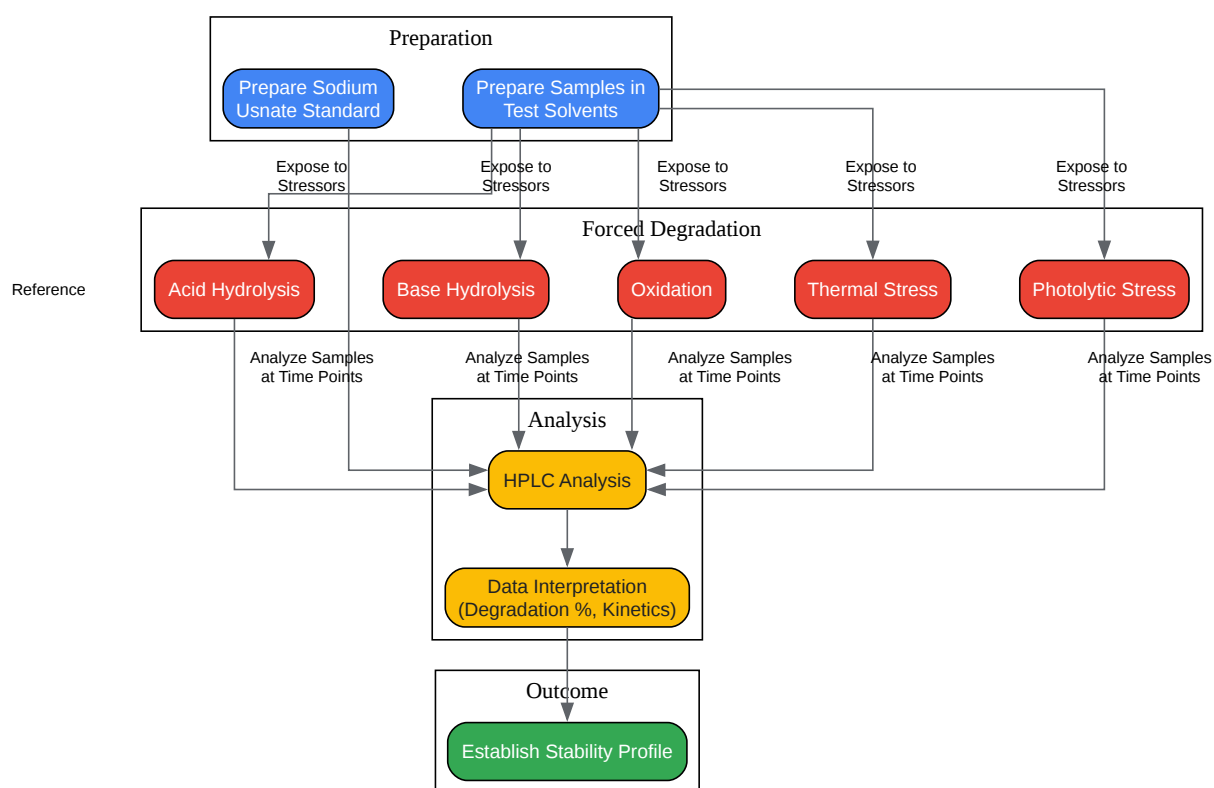 Preparation
Prepare Sodium
Usnate Standard
Prepare Samples in
Test Solvents
Expose to
Stressors
Expose to
Stressors
Expose to
Stressors
Expose to
Stressors
Expose to
Stressors
Forced Degradation
Reference
Acid Hydrolysis
Base Hydrolysis
Oxidation
Thermal Stress
Photolytic Stress
Analyze Samples
at Time Points
Analyze Samples
at Time Points
Analyze Samples
at Time Points
Analyze Samples
at Time Points
Analyze Samples
at Time Points
Analysis
HPLC Analysis
Data Interpretation
(Degradation %, Kinetics)
Outcome
Establish Stability Profile